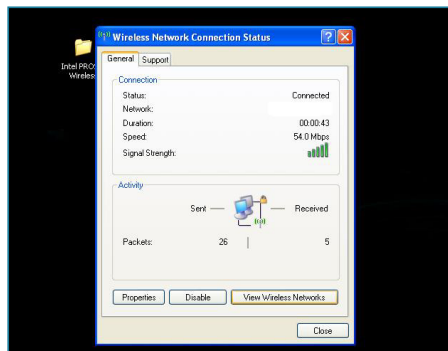 Intel PROS
Wireless
Wireless Network Connection Status
General Support
Connection
Status: Connected
Network:
Duration: 00:00:43
Speed: 54.0 Mbps
Signal Strength:
Activity
Sent Received
Packets: 26 5
Properties Disable View Wireless Networks
Close